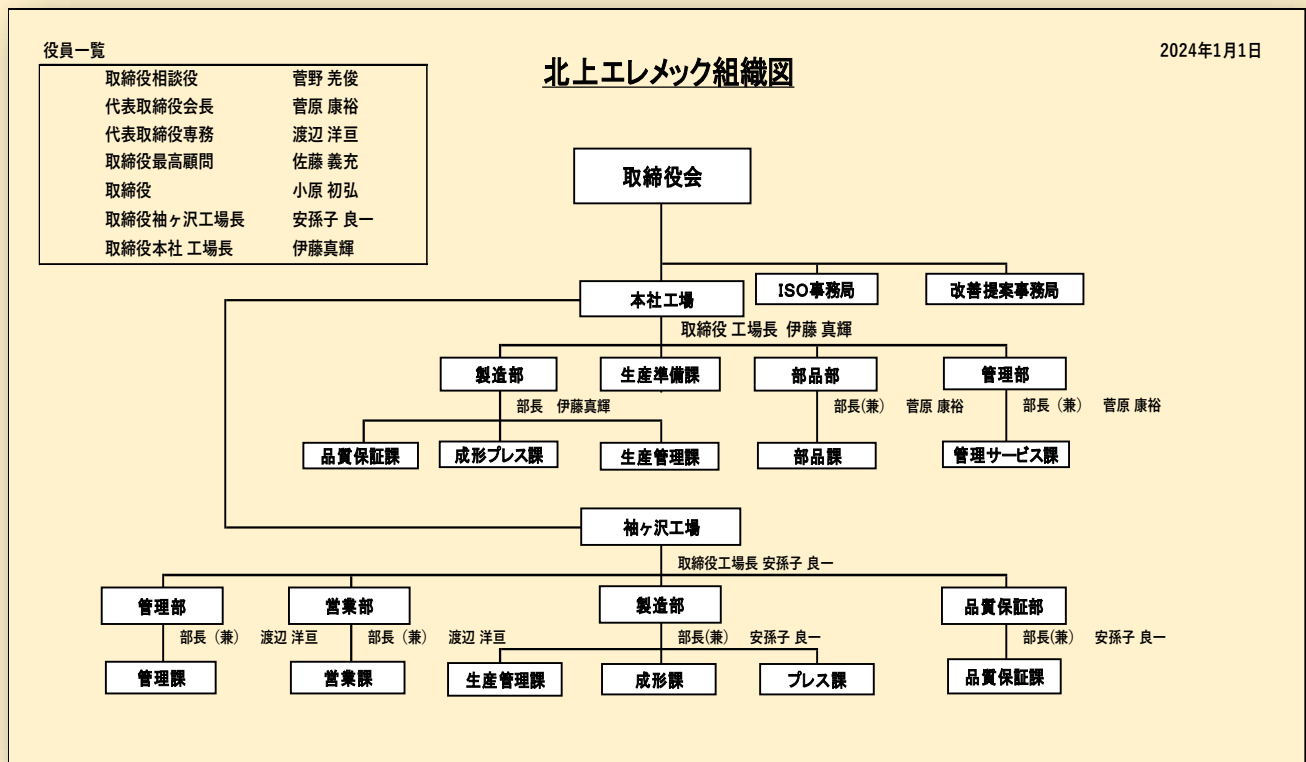 役員一覧
2024年1月1日
北上エレメック組織図
取締役相談役 菅野 羌俊
代表取締役会長 菅原 康裕
代表取締役専務 渡辺 洋亘
取締役最高顧問 佐藤 義充
取締役 小原 初弘
取締役袖ヶ沢工場長 安孫子 良一
取締役本社 工場長 伊藤真輝
取締役会
本社工場 ISO事務局 改善提案事務局
取締役 工場長 伊藤 真輝
製造部 生産準備課 部品部 管理部
部長 伊藤真輝 部長(兼) 菅原 康裕 部長（兼） 菅原 康裕
品質保証課 成形プレス課 生産管理課 部品課 管理サービス課
袖ヶ沢工場
取締役工場長 安孫子 良一
管理部 営業部 製造部 品質保証部
部長（兼） 渡辺 洋亘 部長（兼） 渡辺 洋亘 部長(兼) 安孫子 良一 部長(兼) 安孫子 良一
管理課 営業課 生産管理課 成形課 プレス課 品質保証課